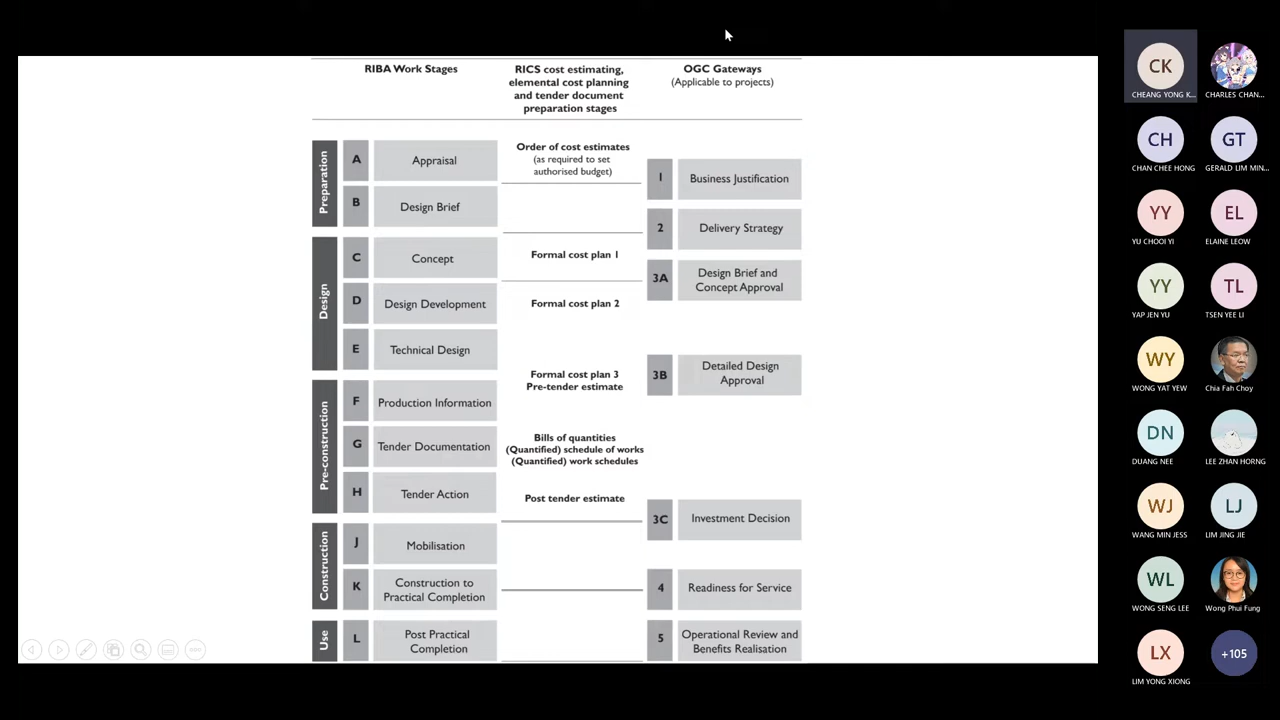 RIBA Work Stages
RICS cost estimating,
elemental cost planning
and tender document
preparation stages
OGC Gateways
(Applicable to projects)
Preparation
A
Appraisal
B
Design Brief
Order of cost estimates
(as required to set
authorised budget)
1
Business Justification
2
Delivery Strategy
Design
C
Concept
D
Design Development
E
Technical Design
Formal cost plan 1
Formal cost plan 2
3A
Design Brief and
Concept Approval
Formal cost plan 3
Pre-tender estimate
3B
Detailed Design
Approval
Pre-construction
F
Production Information
G
Tender Documentation
H
Tender Action
Bills of quantities
(Quantified) schedule of works
(Quantified) work schedules
Post tender estimate
3C
Investment Decision
Construction
J
Mobilisation
K
Construction to
Practical Completion
4
Readiness for Service
Use
L
Post Practical
Completion
5
Operational Review and
Benefits Realisation
CK
CHEANG YONG K...
CHARLES CHAN...
CH
CHAN CHEE HONG
GT
GERALD LIM MIN...
YY
YU CHOOI YI
EL
ELAINE LEOW
YY
YAP JEN YU
TL
TSEN YEE LI
WY
WONG YAT YEW
Chia Fah Choy
DN
DUANG NEE
LEE ZHAN HORNG
WJ
WANG MIN JESS
LJ
LIM JING JIE
WL
WONG SENG LEE
Wong Phui Fung
LX
LIM YONG XIONG
+105